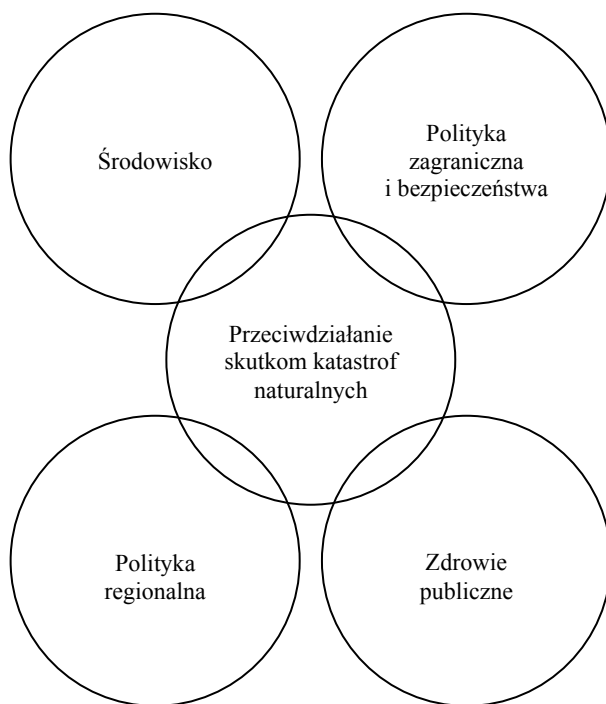 Środowisko
Polityka
zagraniczna
i bezpieczeństwa
Przeciwdziałanie
skutkom katastrof
naturalnych
Polityka
regionalna
Zdrowie
publiczne